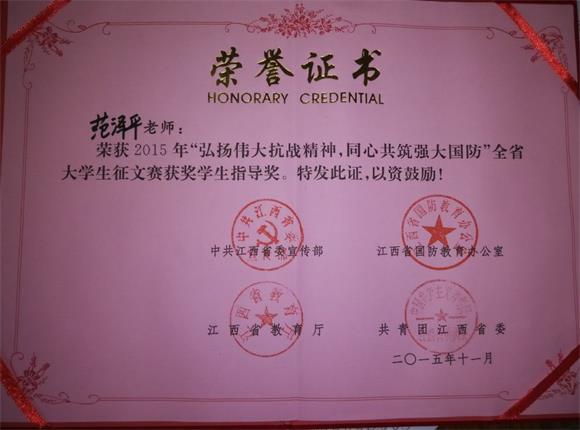 荣誉证书
HONORARY CREDENTIAL
范泽平老师：
荣获2015年“弘扬伟大抗战精神，同心共筑强大国防”全省
大学生征文赛获奖学生指导奖。特发此证，以资鼓励！
中共江西省委宣传部 江西省国防教育办公室
江西省教育厅 共青团江西省委
二〇一五年十一月